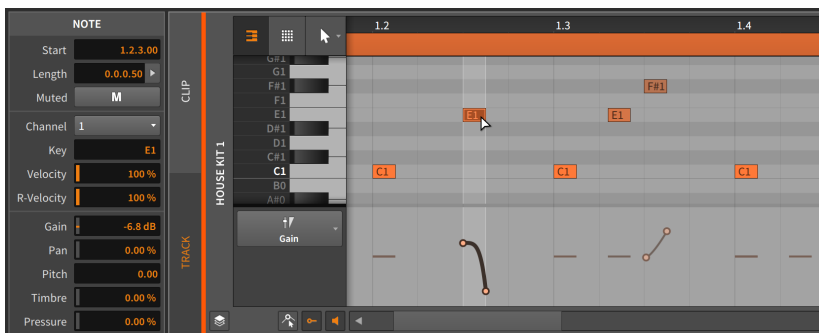 NOTE
Start 1.2.3.00
Length 0.0.0.50
Muted M
Channel 1
Key E1
Velocity 100 %
R-Velocity 100 %
Gain -6.8 dB
Pan 0.00 %
Pitch 0.00
Timbre 0.00 %
Pressure 0.00 %
CLIP
TRACK
HOUSE KIT 1
1.2 1.3 1.4
G#1
G1
F#1
F1
E1
D#1
D1
C#1
C1
B0
A#0
F#1
E1 E1
C1 C1 C1
Gain